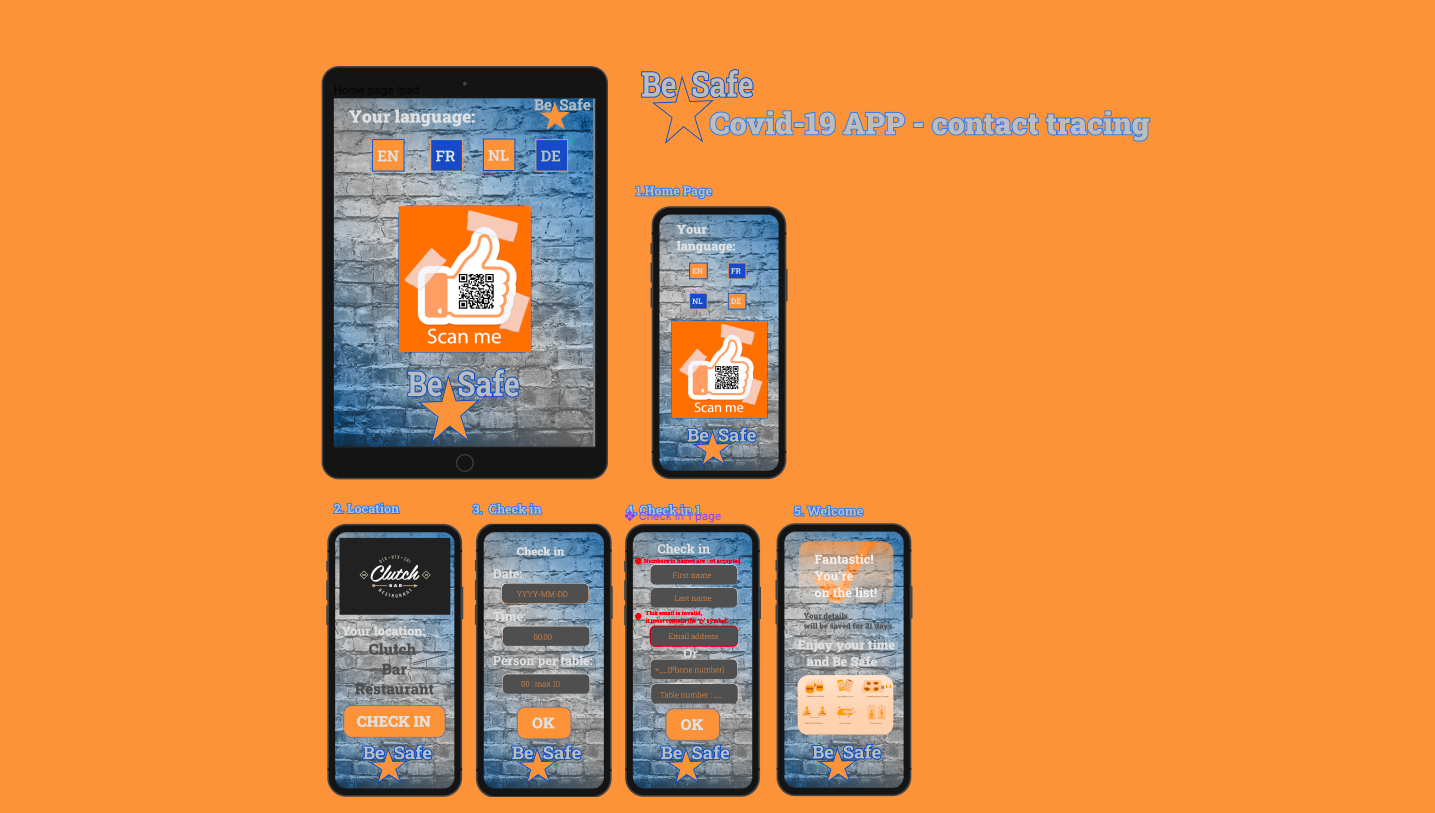 Home page Ipad
Be Safe
Your language:
EN FR NL DE
Scan me
Be Safe
Be Safe
Covid-19 APP - contact tracing
1.Home Page
Your
language:
EN FR
NL DE
Scan me
Be Safe
2. Location
Clutch
BAR
RESTAURANT
Your location:
Clutch
Bar
Restaurant
CHECK IN
Be Safe
3. Check in
Check in
Date:
YYYY-MM-DD
Time:
00:00
Person per table:
00 : max 10
OK
Be Safe
4. Check in 1
Check in 1 page
Check in
Numbers in names are not accepted.
First name
Last name
This email is invalid,
it must contain the '@' symbol.
Email address
Or
+__(Phone number)
Table number : __
OK
Be Safe
5. Welcome
Fantastic!
You're
on the list!
Your details
will be saved for 21 days.
Enjoy your time
and Be Safe
Be Safe